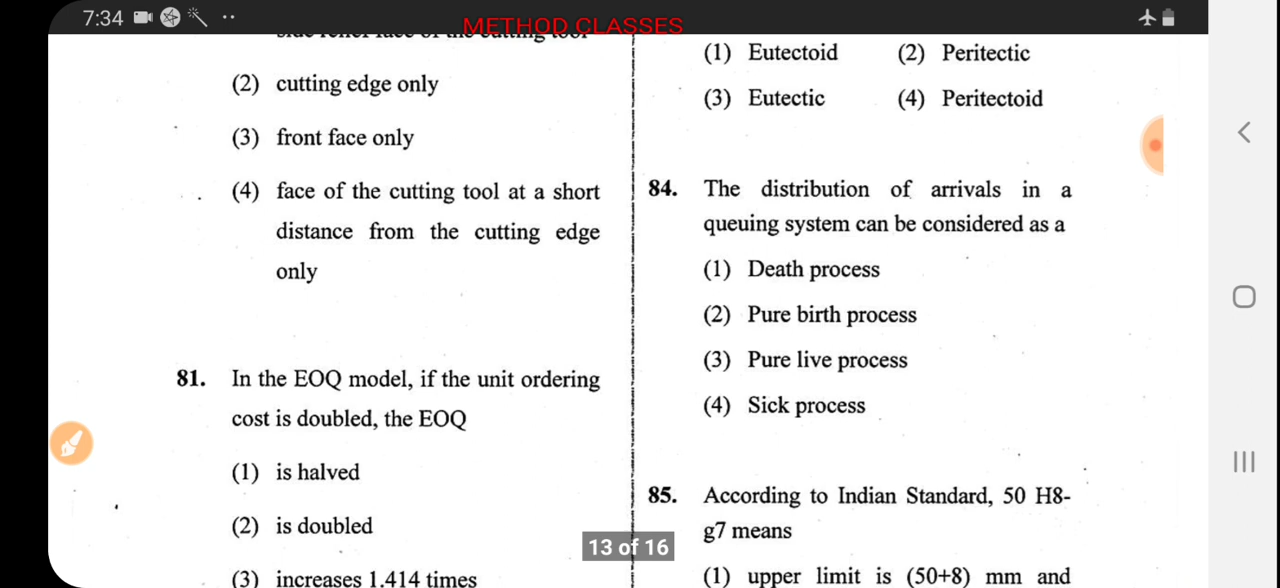 7:34
METHOD CLASSES
(2) cutting edge only
(3) front face only
(4) face of the cutting tool at a short
distance from the cutting edge
only
81. In the EOQ model, if the unit ordering
cost is doubled, the EOQ
(1) is halved
(2) is doubled
(3) increases 1.414 times
(1) Eutectoid (2) Peritectic
(3) Eutectic (4) Peritectoid
84. The distribution of arrivals in a
queuing system can be considered as a
(1) Death process
(2) Pure birth process
(3) Pure live process
(4) Sick process
85. According to Indian Standard, 50 H8-
g7 means
(1) upper limit is (50+8) mm and
13 of 16